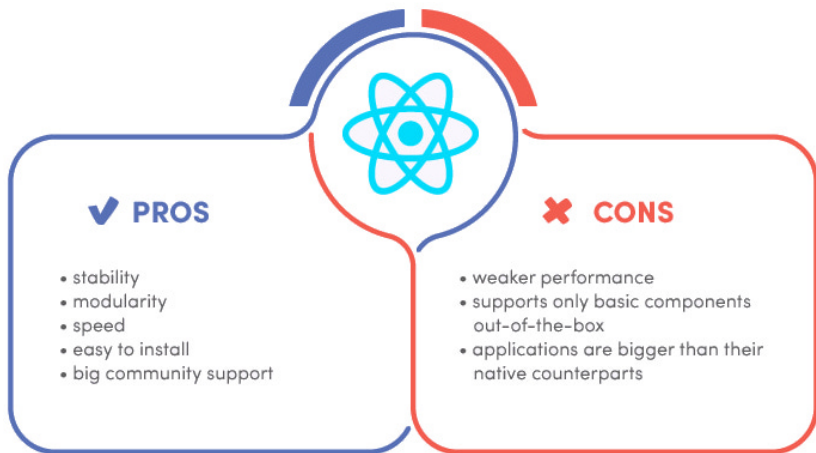 PROS
• stability
• modularity
• speed
• easy to install
• big community support
CONS
• weaker performance
• supports only basic components
out-of-the-box
• applications are bigger than their
native counterparts